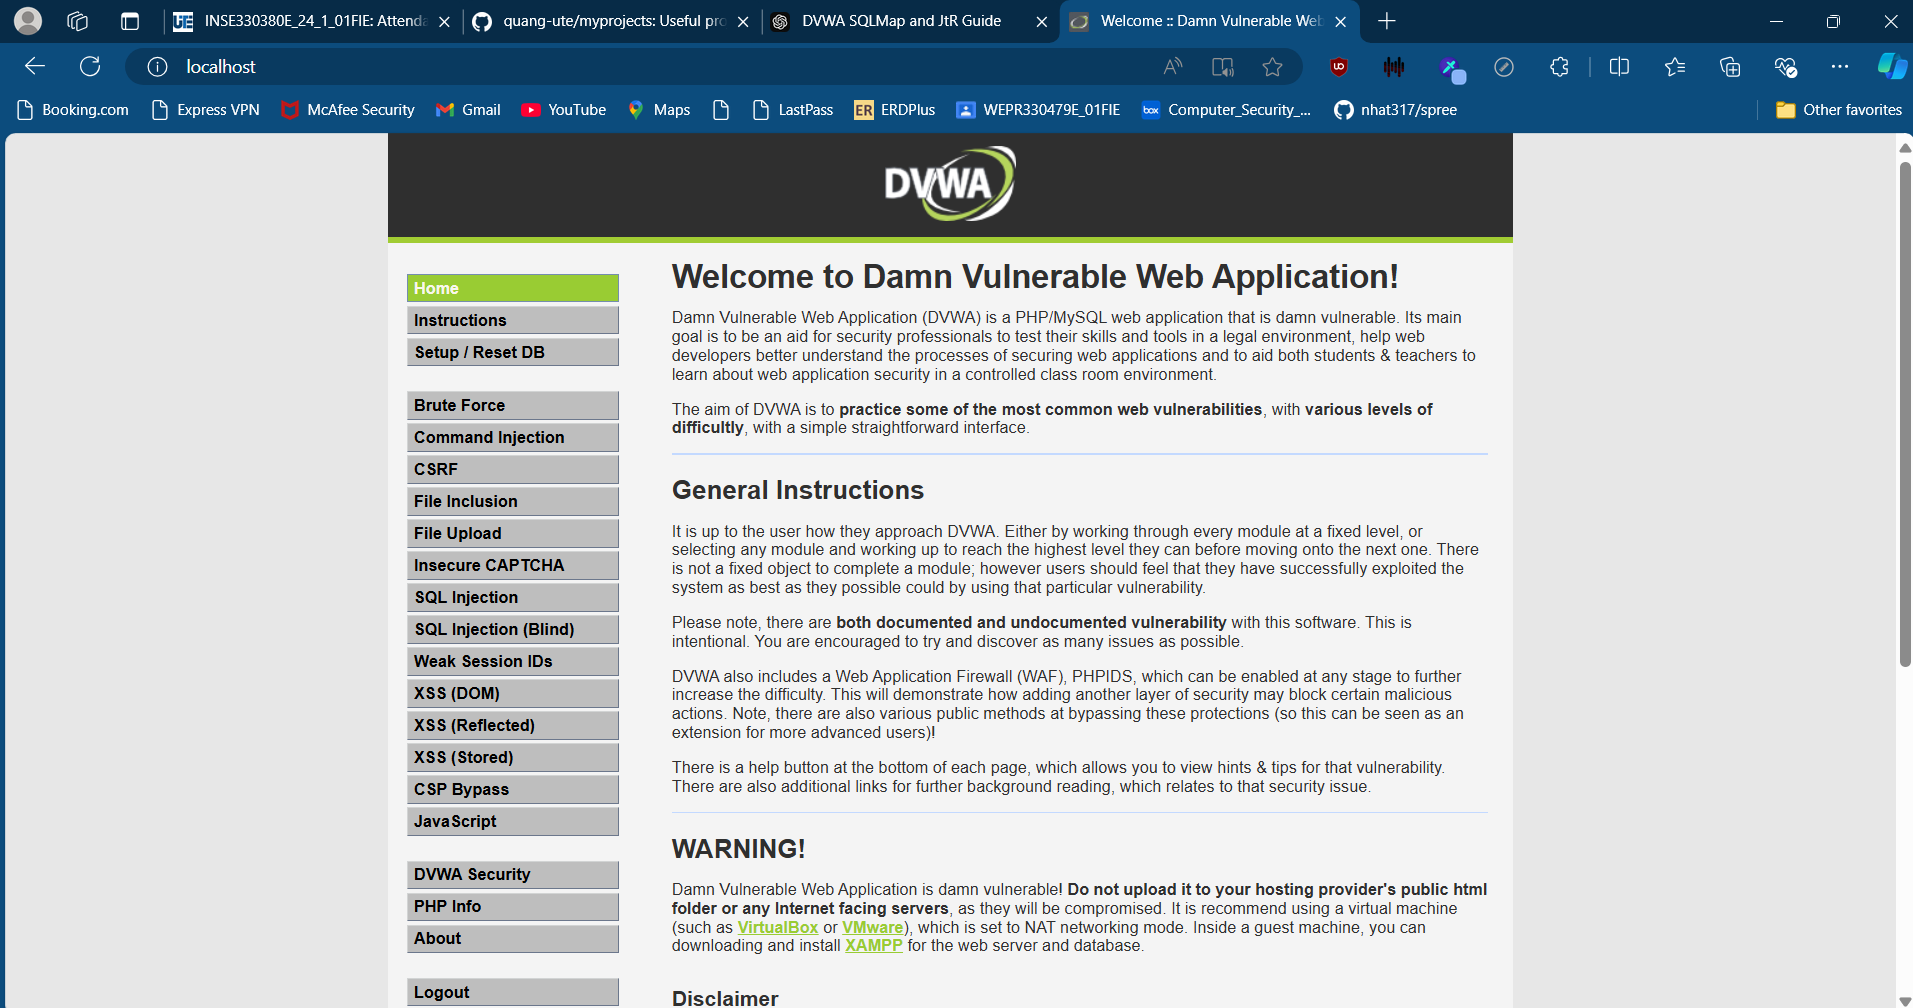 INSE330380E_24_1_01FIE: Attenda
quang-ute/myprojects: Useful pro
DVWA SQLMap and JtR Guide
Welcome :: Damn Vulnerable Web
localhost
Booking.com
Express VPN
McAfee Security
Gmail
YouTube
Maps
LastPass
ER ERDPlus
WEPR330479E_01FIE
box Computer_Security_...
nhat317/spree
Other favorites
DVWA
Home
Instructions
Setup / Reset DB
Brute Force
Command Injection
CSRF
File Inclusion
File Upload
Insecure CAPTCHA
SQL Injection
SQL Injection (Blind)
Weak Session IDs
XSS (DOM)
XSS (Reflected)
XSS (Stored)
CSP Bypass
JavaScript
DVWA Security
PHP Info
About
Logout
Welcome to Damn Vulnerable Web Application!
Damn Vulnerable Web Application (DVWA) is a PHP/MySQL web application that is damn vulnerable. Its main
goal is to be an aid for security professionals to test their skills and tools in a legal environment, help web
developers better understand the processes of securing web applications and to aid both students & teachers to
learn about web application security in a controlled class room environment.
The aim of DVWA is to practice some of the most common web vulnerabilities, with various levels of
difficultly, with a simple straightforward interface.
General Instructions
It is up to the user how they approach DVWA. Either by working through every module at a fixed level, or
selecting any module and working up to reach the highest level they can before moving onto the next one. There
is not a fixed object to complete a module; however users should feel that they have successfully exploited the
system as best as they possible could by using that particular vulnerability.
Please note, there are both documented and undocumented vulnerability with this software. This is
intentional. You are encouraged to try and discover as many issues as possible.
DVWA also includes a Web Application Firewall (WAF), PHPIDS, which can be enabled at any stage to further
increase the difficulty. This will demonstrate how adding another layer of security may block certain malicious
actions. Note, there are also various public methods at bypassing these protections (so this can be seen as an
extension for more advanced users)!
There is a help button at the bottom of each page, which allows you to view hints & tips for that vulnerability.
There are also additional links for further background reading, which relates to that security issue.
WARNING!
Damn Vulnerable Web Application is damn vulnerable! Do not upload it to your hosting provider's public html
folder or any Internet facing servers, as they will be compromised. It is recommend using a virtual machine
(such as VirtualBox or VMware), which is set to NAT networking mode. Inside a guest machine, you can
downloading and install XAMPP for the web server and database.
Disclaimer